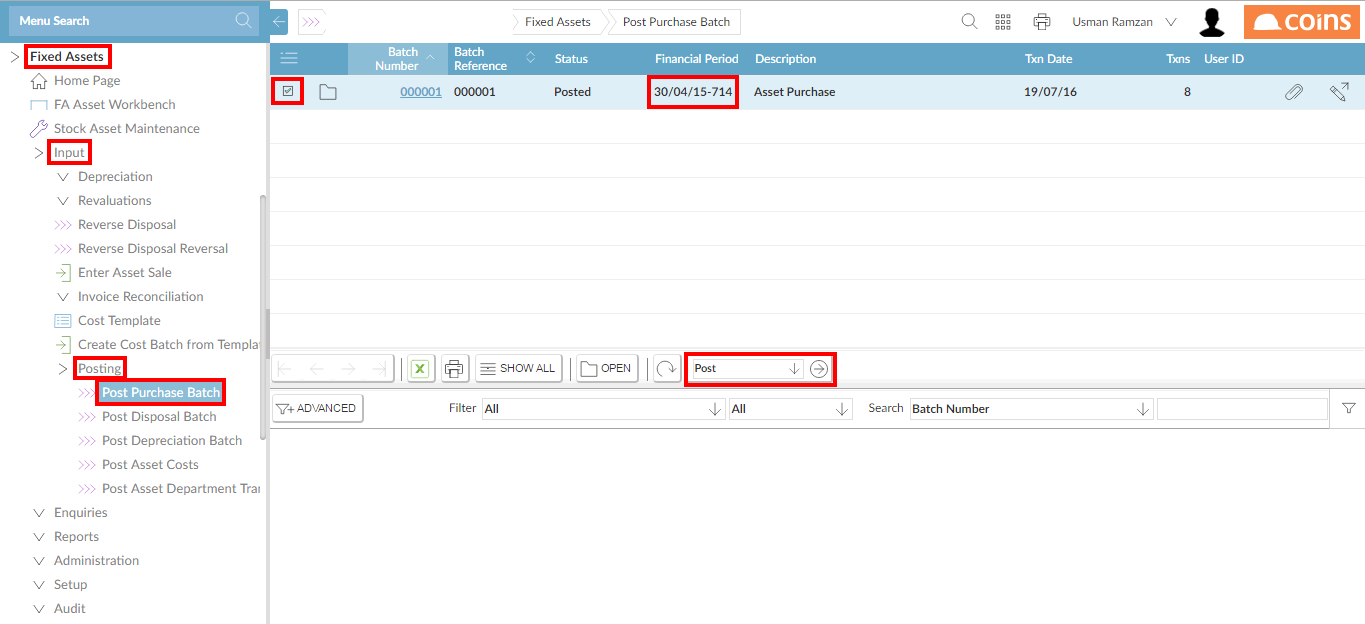 Menu Search
Fixed Assets
Post Purchase Batch
Usman Ramzan
coins
Fixed Assets
Home Page
FA Asset Workbench
Stock Asset Maintenance
Input
Depreciation
Revaluations
Reverse Disposal
Reverse Disposal Reversal
Enter Asset Sale
Invoice Reconciliation
Cost Template
Create Cost Batch from Templa
Posting
Post Purchase Batch
Post Disposal Batch
Post Depreciation Batch
Post Asset Costs
Post Asset Department Tra
Enquiries
Reports
Administration
Setup
Audit
Batch Number
Batch Reference
Status
Financial Period
Description
Txn Date
Txns
User ID
000001
000001
Posted
30/04/15-714
Asset Purchase
19/07/16
8
SHOW ALL
OPEN
Post
ADVANCED
Filter
All
All
Search
Batch Number